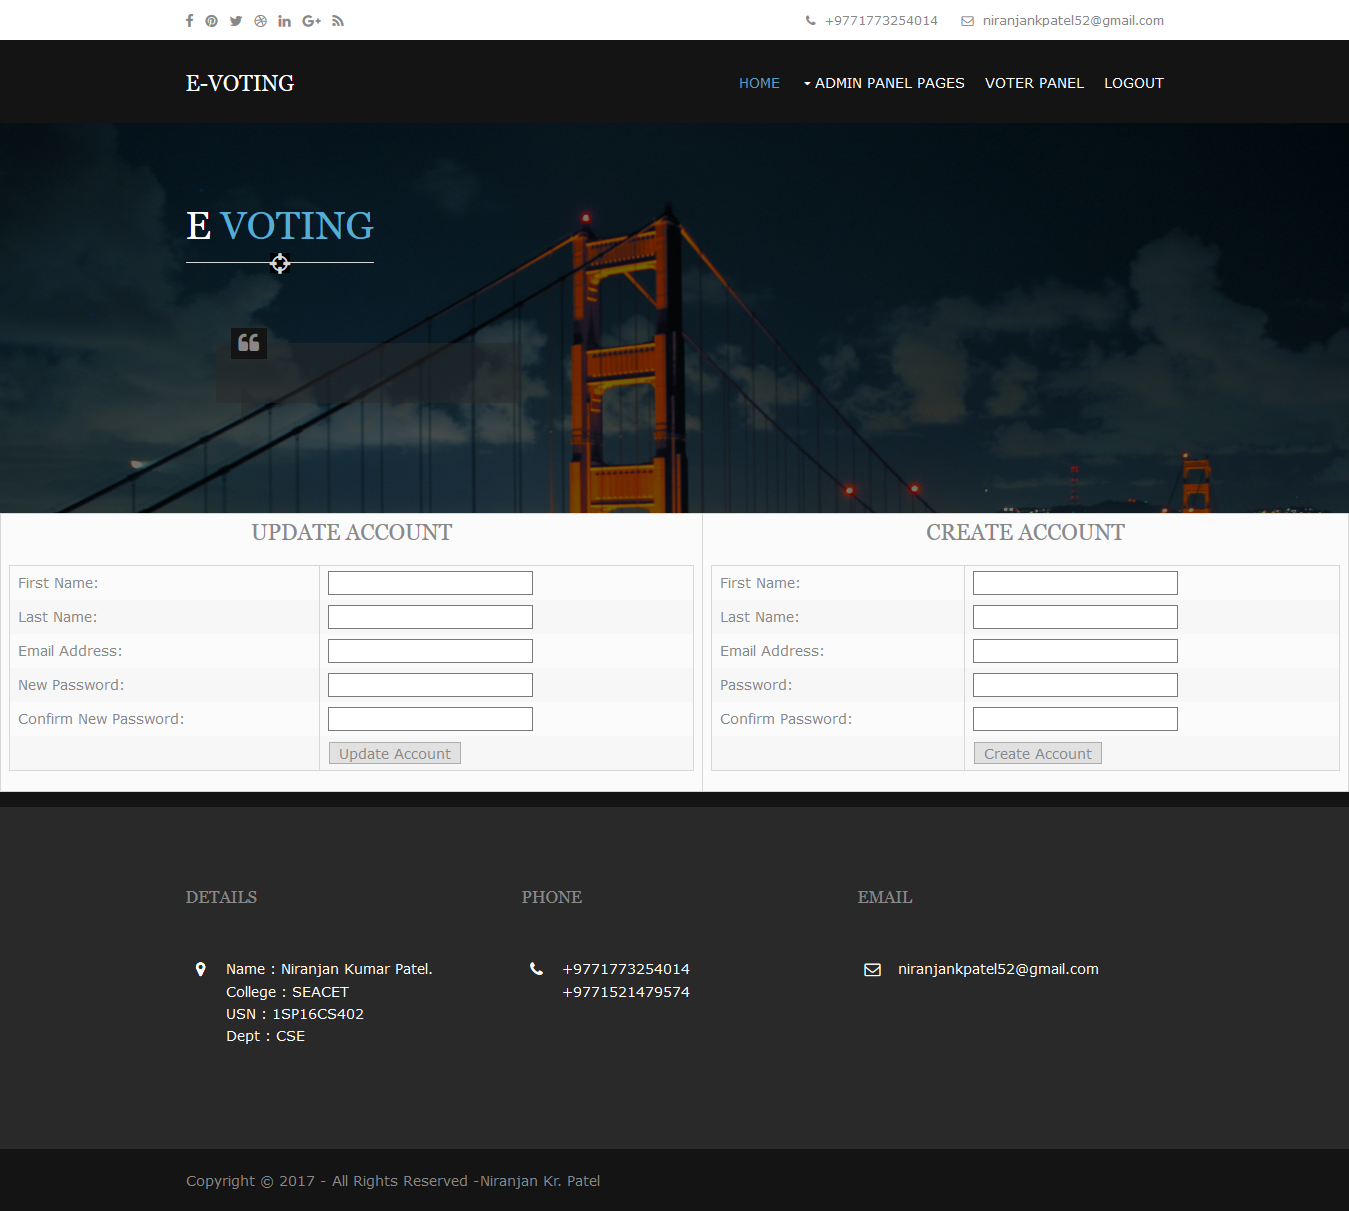 +9771773254014 niranjankpatel52@gmail.com
E-VOTING
HOME ADMIN PANEL PAGES VOTER PANEL LOGOUT
E VOTING
UPDATE ACCOUNT
First Name:
Last Name:
Email Address:
New Password:
Confirm New Password:
Update Account
CREATE ACCOUNT
First Name:
Last Name:
Email Address:
Password:
Confirm Password:
Create Account
DETAILS
Name : Niranjan Kumar Patel.
College : SEACET
USN : 1SP16CS402
Dept : CSE
PHONE
+9771773254014
+9771521479574
EMAIL
niranjankpatel52@gmail.com
Copyright © 2017 - All Rights Reserved -Niranjan Kr. Patel